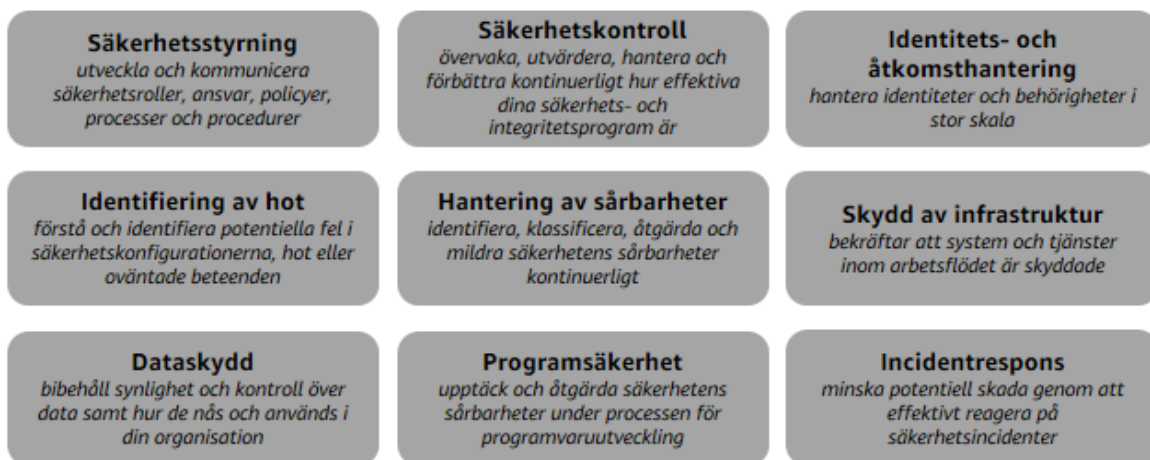 Säkerhetsstyrning
utveckla och kommunicera
säkerhetsroller, ansvar, policyer,
processer och procedurer
Säkerhetskontroll
övervaka, utvärdera, hantera och
förbättra kontinuerligt hur effektiva
dina säkerhets- och
integritetsprogram är
Identitets- och
åtkomsthantering
hantera identiteter och behörigheter i
stor skala
Identifiering av hot
förstå och identifiera potentiella fel i
säkerhetskonfigurationerna, hot eller
oväntade beteenden
Hantering av sårbarheter
identifiera, klassificera, åtgärda och
mildra säkerhetens sårbarheter
kontinuerligt
Skydd av infrastruktur
bekräftar att system och tjänster
inom arbetsflödet är skyddade
Dataskydd
bibehåll synlighet och kontroll över
data samt hur de nås och används i
din organisation
Programsäkerhet
upptäck och åtgärda säkerhetens
sårbarheter under processen för
programvaruutveckling
Incidentrespons
minska potentiell skada genom att
effektivt reagera på
säkerhetsincidenter